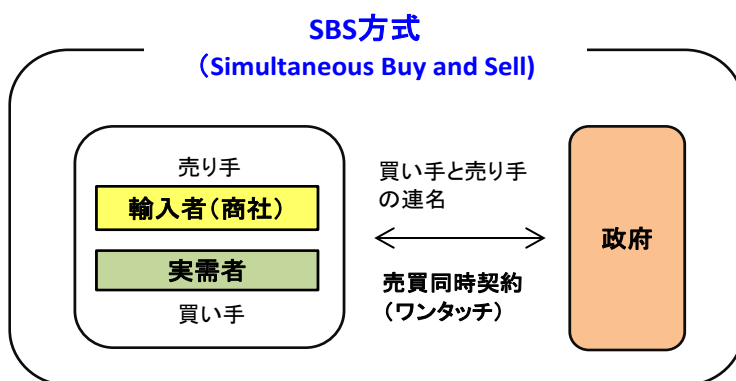 SBS方式
（Simultaneous Buy and Sell)
売り手
輸入者（商社）
実需者
買い手
買い手と売り手
の連名
売買同時契約
（ワンタッチ）
政府